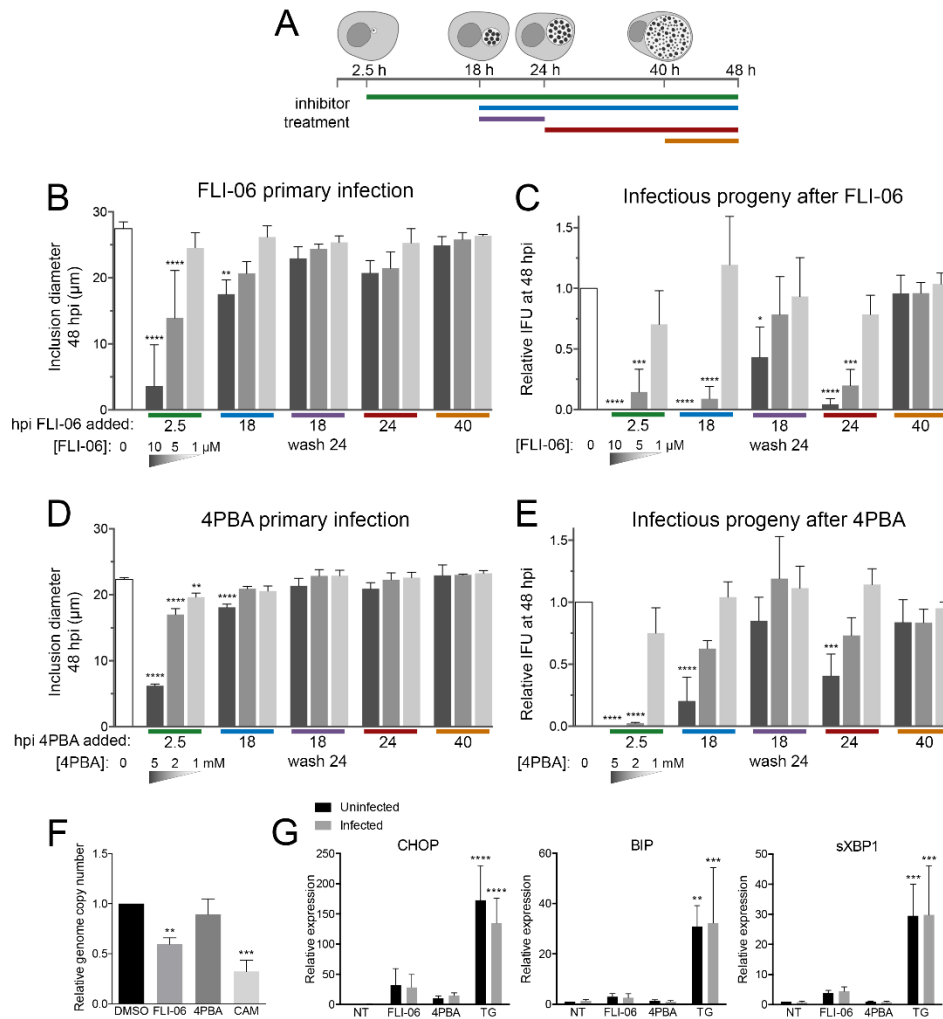 A
2.5 h 18 h 24 h 40 h 48 h
inhibitor
treatment
B
FLI-06 primary infection
Inclusion diameter
48 hpi (µm)
30
20
10
0
**** **** **
hpi FLI-06 added: 2.5 18 18 24 40
[FLI-06]: 0 10 5 1 µM wash 24
C
Infectious progeny after FLI-06
Relative IFU at 48 hpi
1.5
1.0
0.5
0.0
**** *** **** **** * **** ***
2.5 18 18 24 40
0 10 5 1 µM wash 24
[FLI-06]:
D
4PBA primary infection
Inclusion diameter
48 hpi (µm)
30
20
10
0
**** **** ** ****
hpi 4PBA added: 2.5 18 18 24 40
[4PBA]: 0 5 2 1 mM wash 24
E
Infectious progeny after 4PBA
Relative IFU at 48 hpi
1.5
1.0
0.5
0.0
**** **** **** ***
2.5 18 18 24 40
[4PBA]: 0 5 2 1 mM wash 24
F
Relative genome copy number
1.5
1.0
0.5
0.0
** ***
DMSO FLI-06 4PBA CAM
G
Uninfected
Infected
CHOP
Relative expression
250
200
150
100
50
0
**** ****
NT FLI-06 4PBA TG
BIP
Relative expression
60
40
20
0
** ***
NT FLI-06 4PBA TG
sXBP1
Relative expression
50
40
30
20
10
0
*** ***
NT FLI-06 4PBA TG